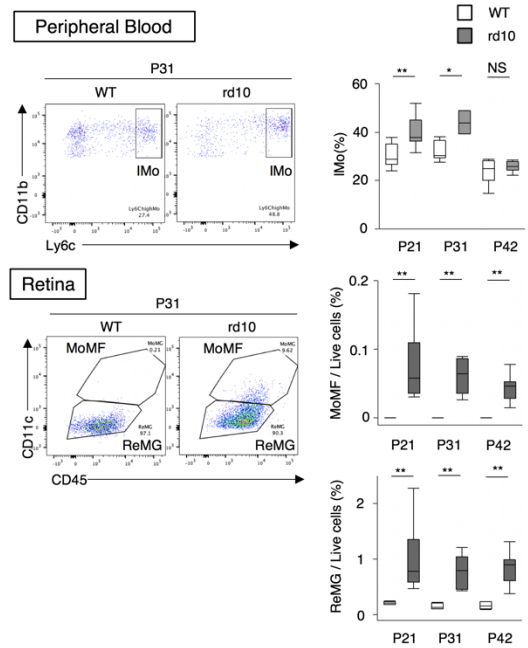 Peripheral Blood
WT
rd10
P31
WT
rd10
CD11b
IMo
IMo
Ly6ChighMo
27.4
Ly6ChighMo
48.8
Ly6c
IMo(%)
60
40
20
0
**
*
NS
P21 P31 P42
Retina
P31
WT
rd10
CD11c
MoMF
MoMG
0.21
ReMG
ReMG
97.1
MoMF
MoMG
9.62
ReMG
ReMG
90.3
CD45
MoMF / Live cells (%)
0.2
0.1
0
**
**
**
P21 P31 P42
ReMG / Live cells (%)
2
1
0
**
**
**
P21 P31 P42